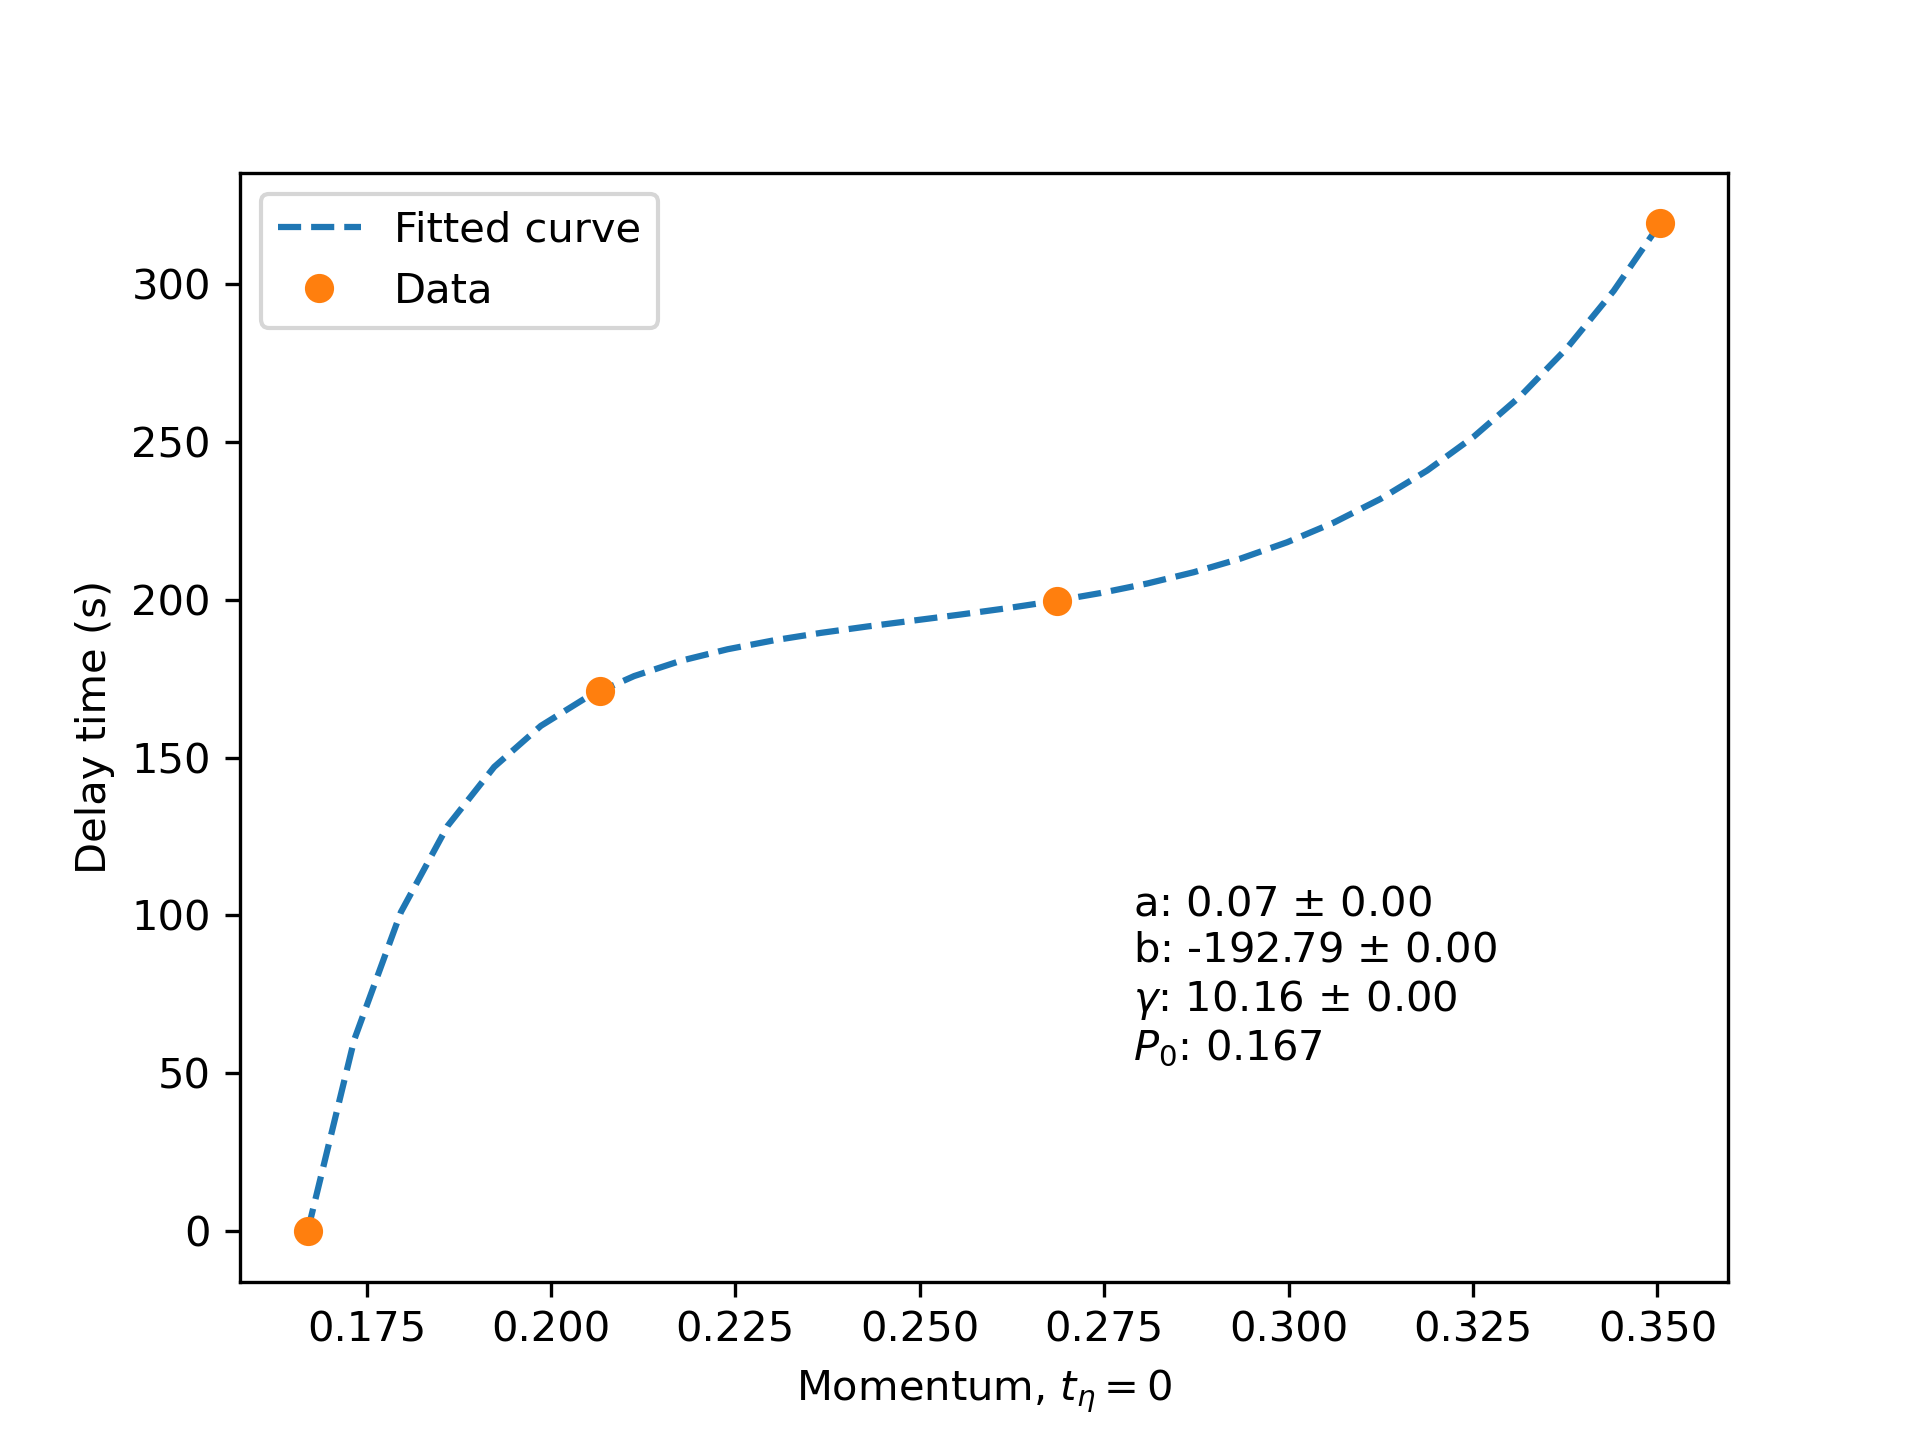 Fitted curve
Data
300
250
200
150
100
50
0
Delay time (s)
a: 0.07 ± 0.00
b: -192.79 ± 0.00
γ: 10.16 ± 0.00
P₀: 0.167
0.175 0.200 0.225 0.250 0.275 0.300 0.325 0.350
Momentum, tη = 0